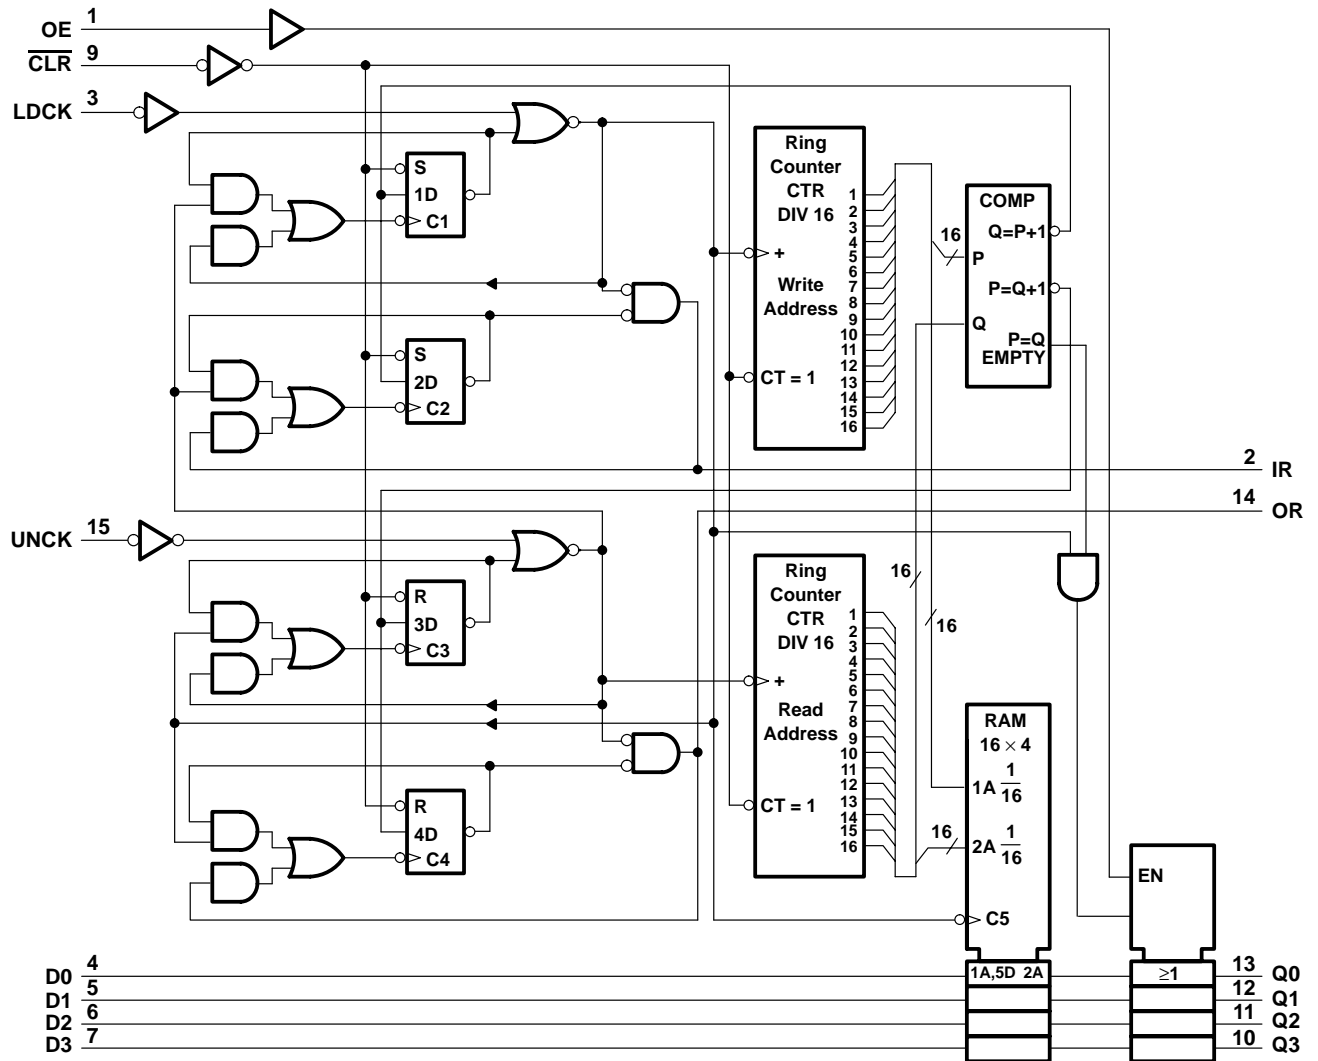 OE 1
CLR 9
LDCK 3
S
1D
C1
S
2D
C2
Ring
Counter
CTR
DIV 16
Write
Address
+
CT = 1
1
2
3
4
5
6
7
8
9
10
11
12
13
14
15
16
16
COMP
Q=P+1
P
P=Q+1
Q
P=Q
EMPTY
2 IR
14 OR
UNCK 15
R
3D
C3
R
4D
C4
Ring
Counter
CTR
DIV 16
Read
Address
+
CT = 1
1
2
3
4
5
6
7
8
9
10
11
12
13
14
15
16
16
16
16
RAM
16 × 4
1A 1/16
2A 1/16
C5
EN
D0 4 1A,5D 2A ≥1 13 Q0
D1 5 12 Q1
D2 6 11 Q2
D3 7 10 Q3